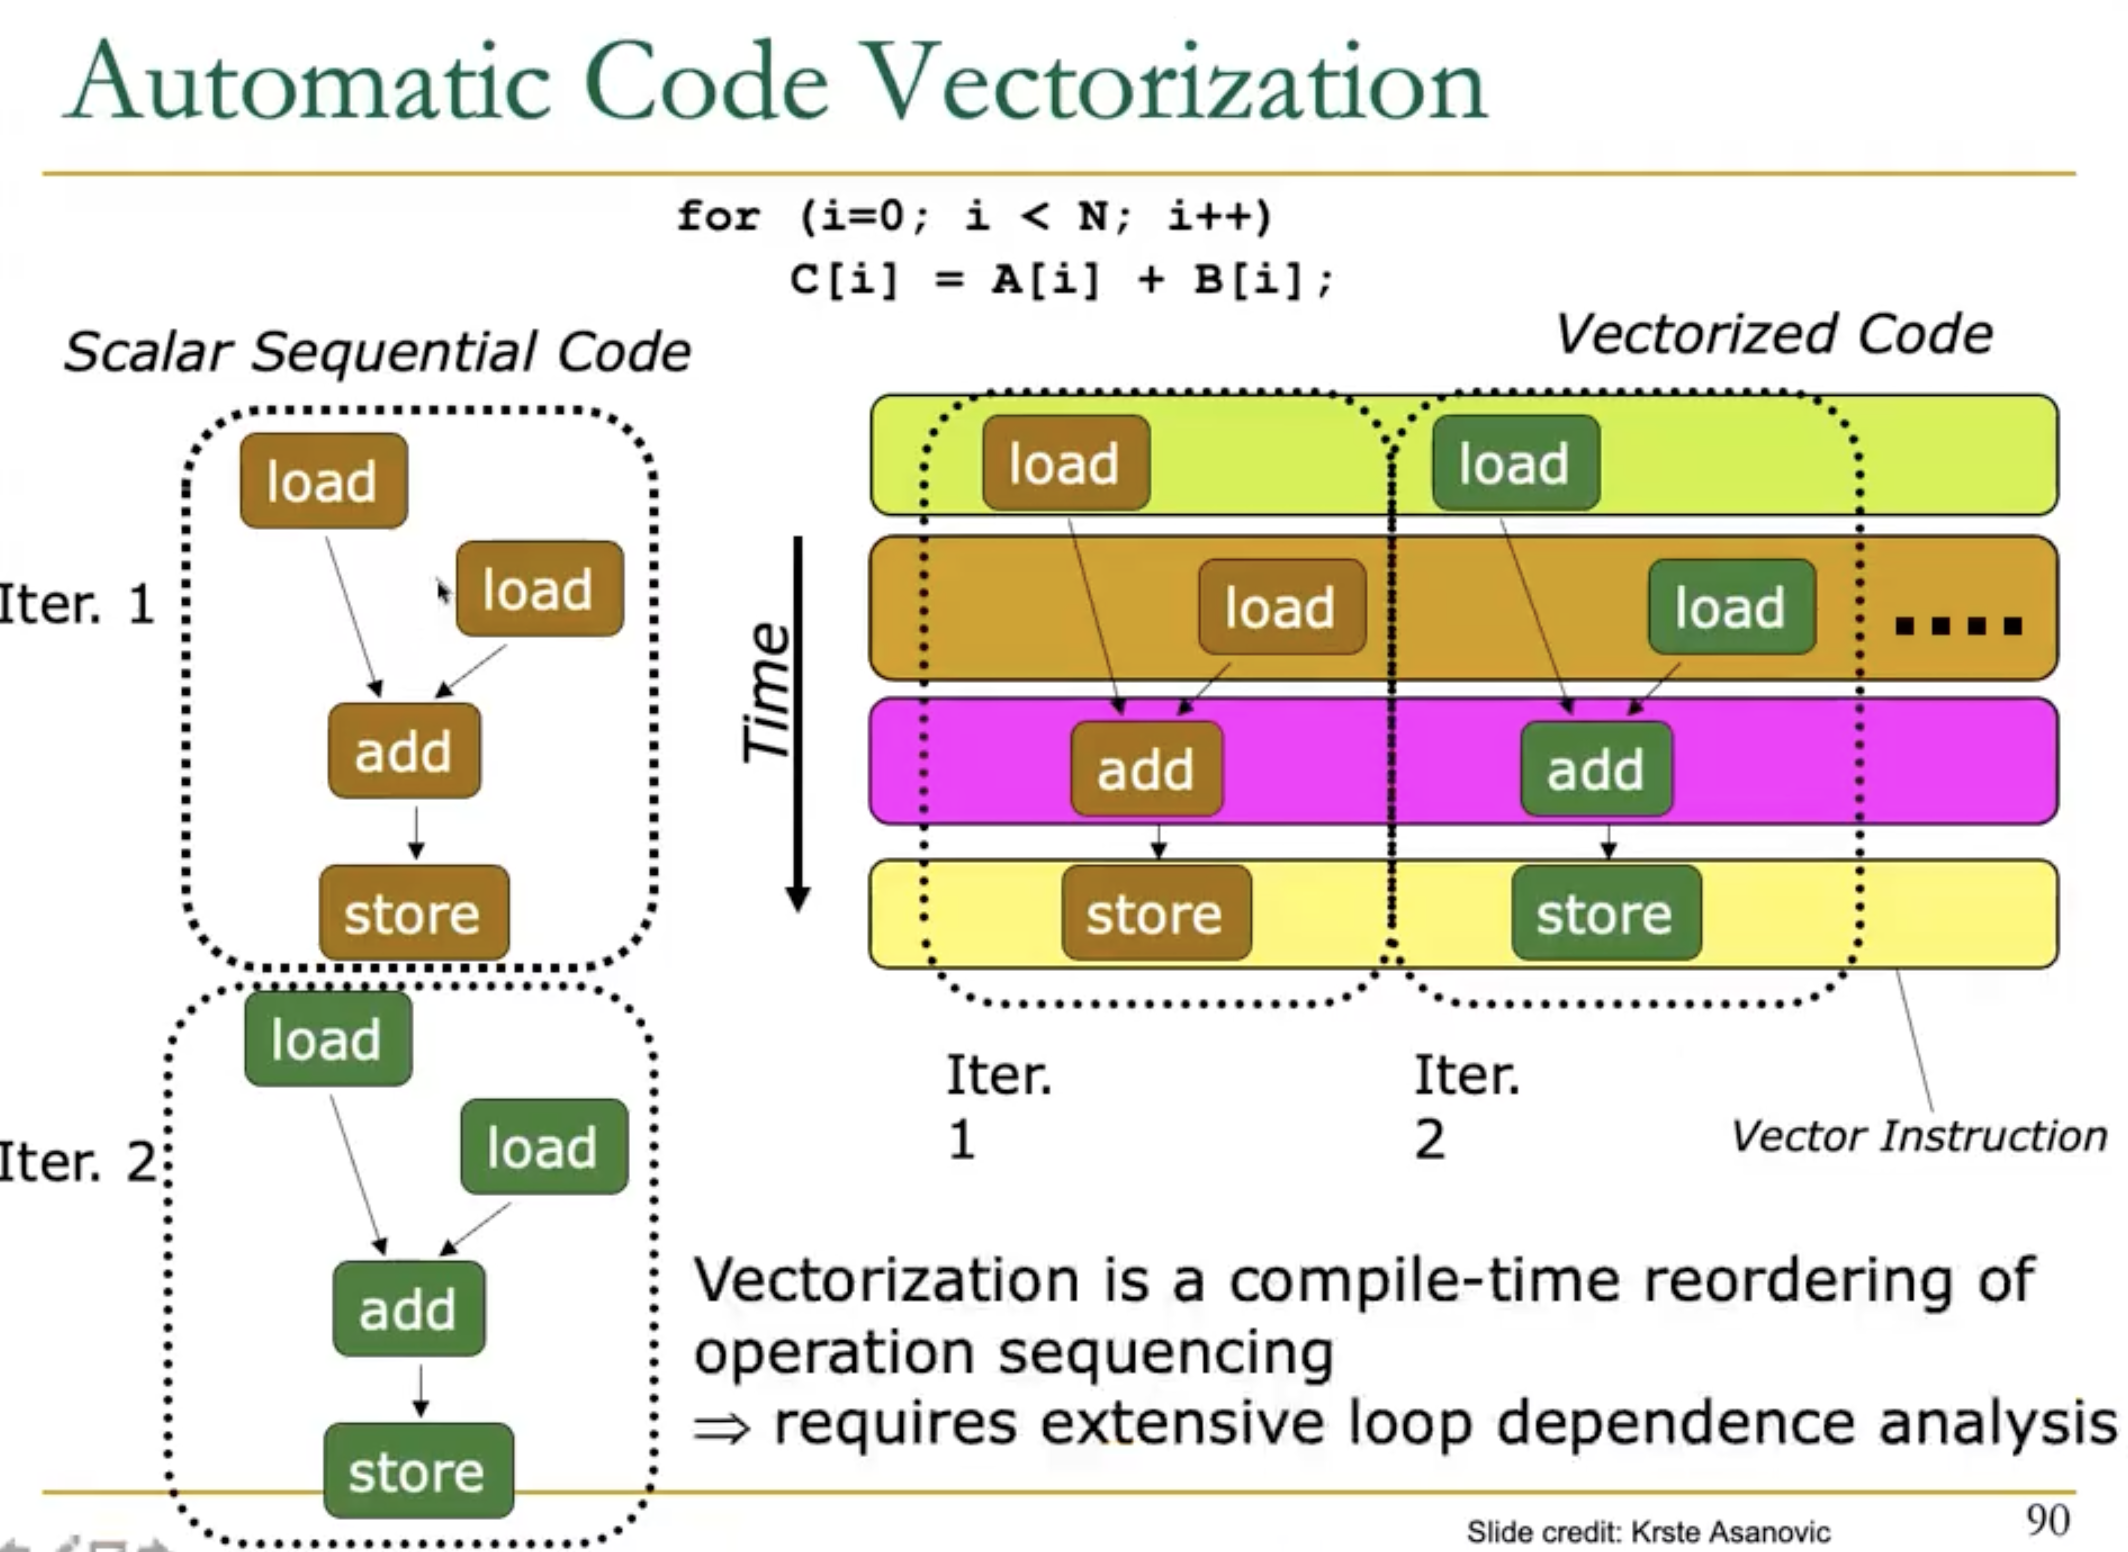 Automatic Code Vectorization
for (i=0; i < N; i++)
C[i] = A[i] + B[i];
Scalar Sequential Code
Iter. 1
load
load
add
store
Iter. 2
load
load
add
store
Vectorized Code
Time
load
load
load
load
....
add
add
store
store
Iter.
1
Iter.
2
Vector Instruction
Vectorization is a compile-time reordering of
operation sequencing
⇒ requires extensive loop dependence analysis
Slide credit: Krste Asanovic
90